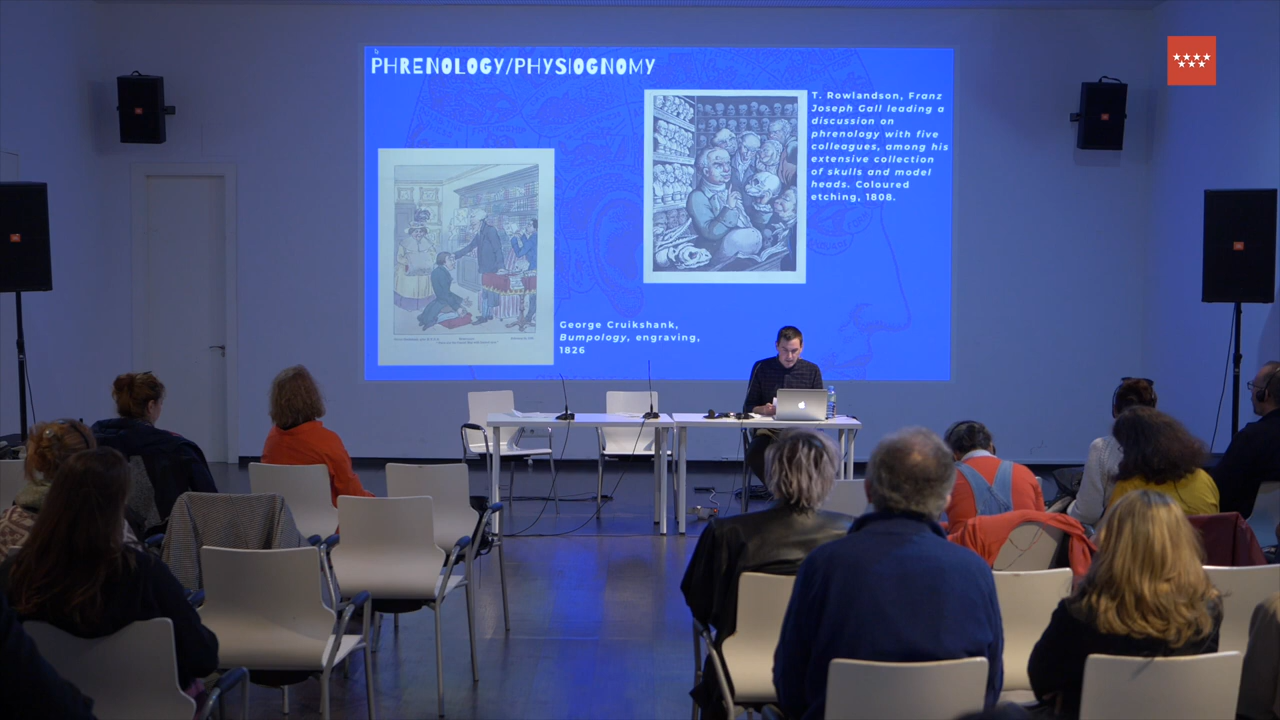 PHRENOLOGY/PHYSIOGNOMY
T. Rowlandson, Franz
Joseph Gall leading a
discussion on
phrenology with five
colleagues, among his
extensive collection
of skulls and model
heads. Coloured
etching, 1808.
George Cruikshank,
Bumpology, engraving,
1826